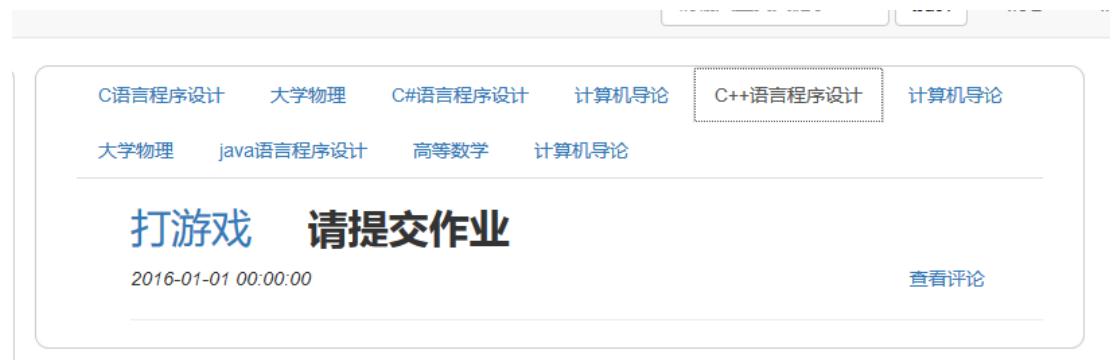 C语言程序设计 大学物理 C#语言程序设计 计算机导论 C++语言程序设计 计算机导论
大学物理 java语言程序设计 高等数学 计算机导论
打游戏 请提交作业
2016-01-01 00:00:00 查看评论